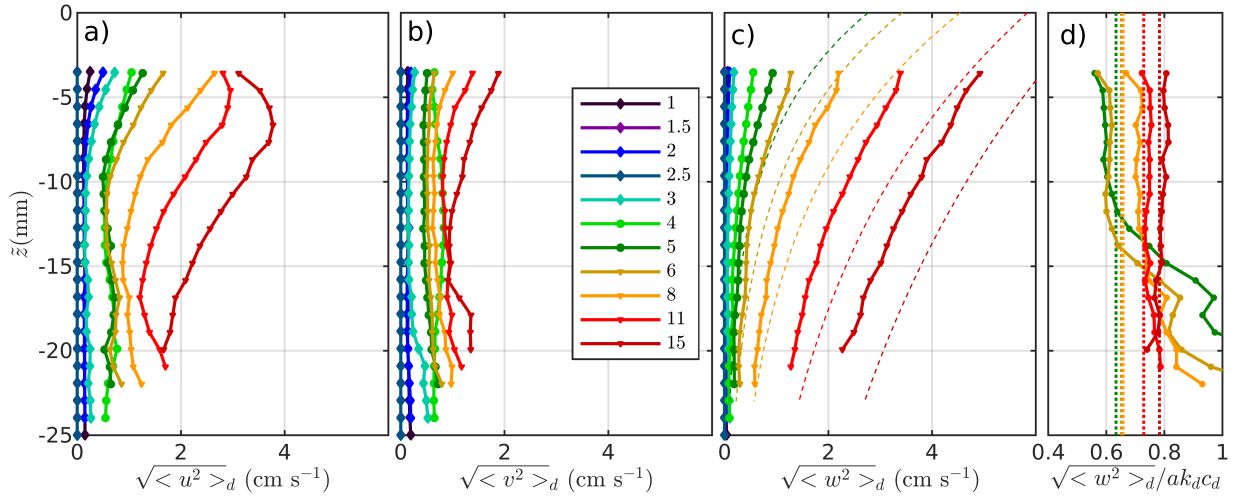 a)
b)
c)
d)
0
-5
-10
-15
-20
-25
z̃(mm)
1
1.5
2
2.5
3
4
5
6
8
11
15
0 2 4
0 2 4
0 2 4
0.4 0.6 0.8 1
√<u²>_d (cm s⁻¹)
√<v²>_d (cm s⁻¹)
√<w²>_d (cm s⁻¹)
√<w²>_d/ak_dc_d